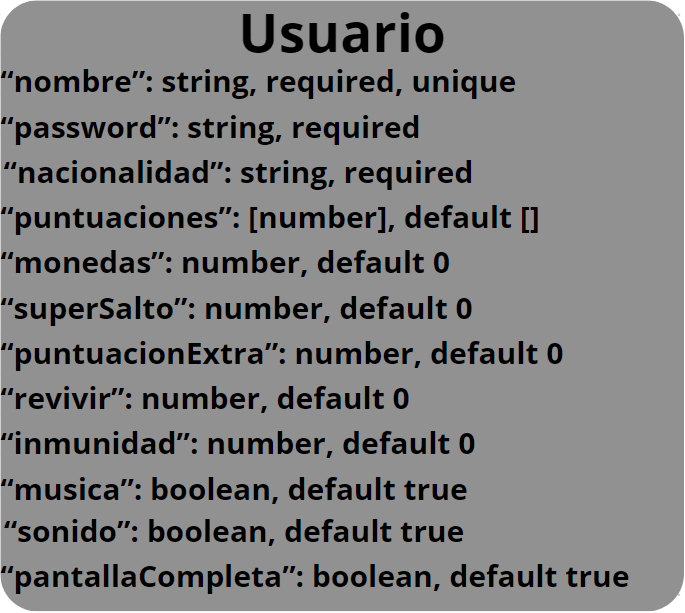 Usuario
“nombre”: string, required, unique
“password”: string, required
“nacionalidad”: string, required
“puntuaciones”: [number], default []
“monedas”: number, default 0
“superSalto”: number, default 0
“puntuacionExtra”: number, default 0
“revivir”: number, default 0
“inmunidad”: number, default 0
“musica”: boolean, default true
“sonido”: boolean, default true
“pantallaCompleta”: boolean, default true